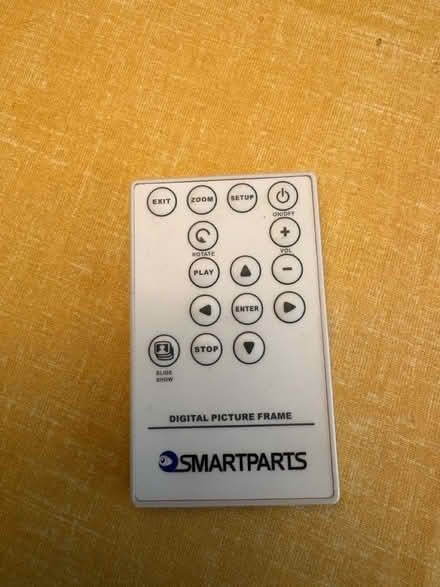 EXIT ZOOM SETUP
ON/OFF
+
ROTATE VOL
PLAY −
ENTER
STOP
SLIDE
SHOW
DIGITAL PICTURE FRAME
SMARTPARTS